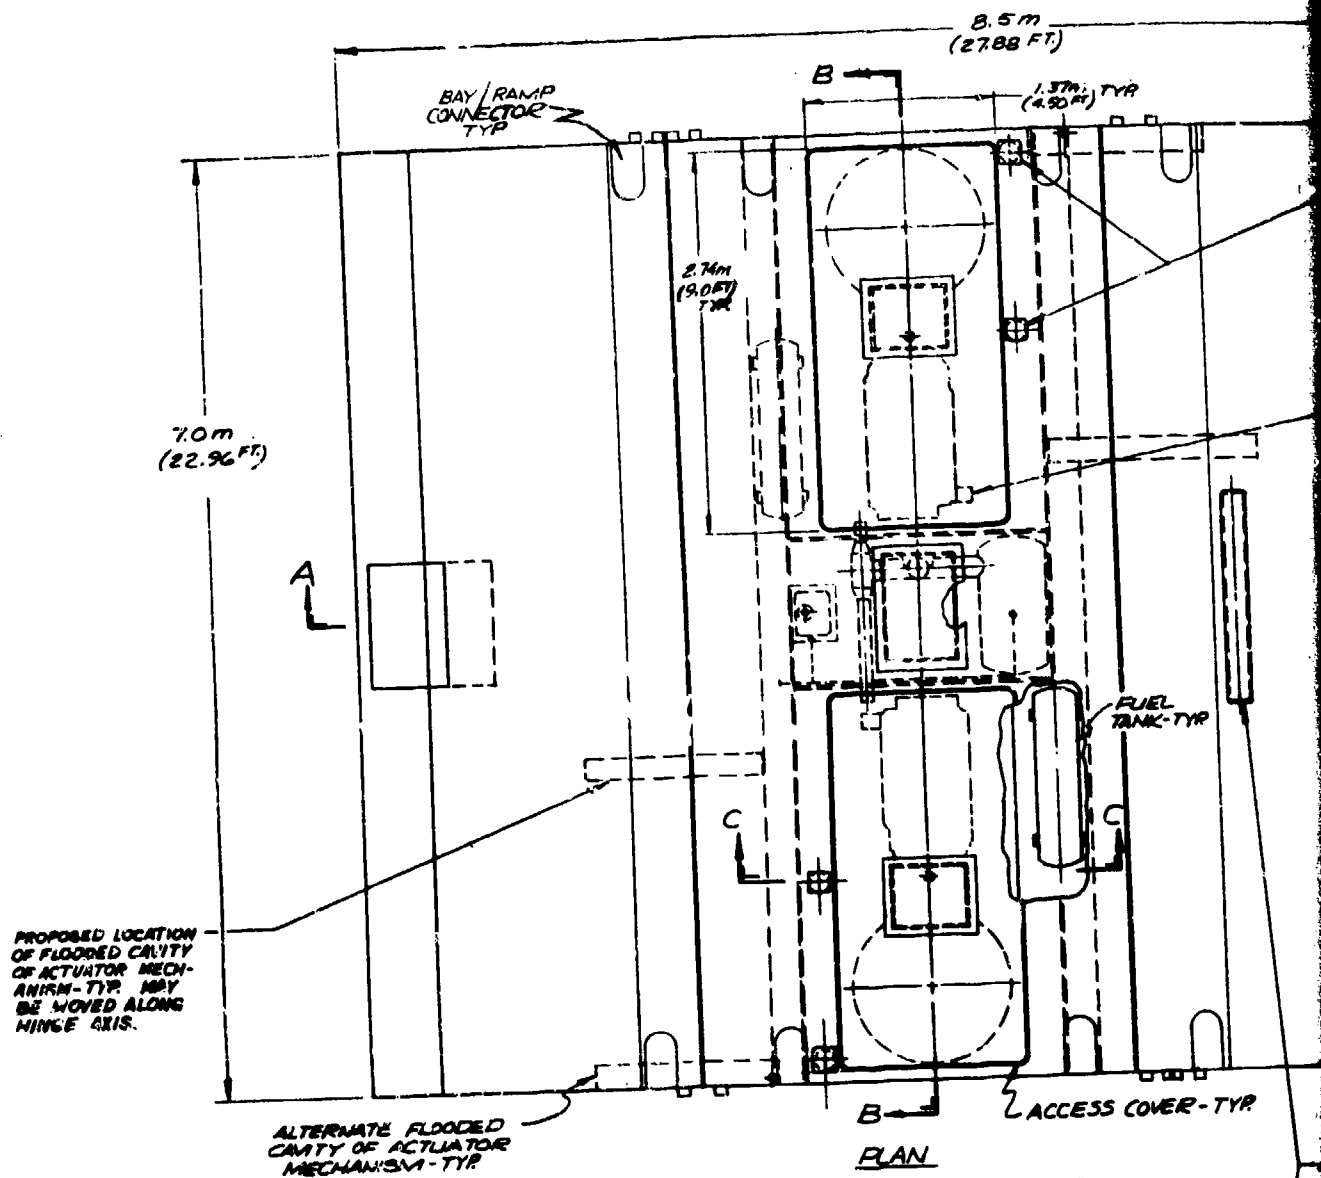 8.5m
(27.88 FT.)
B
1.37m TYP.
(4.50 FT)
BAY/RAMP
CONNECTOR
TYP
2.74m
(9.0 FT)
TYP.
7.0m
(22.96 FT.)
A
FUEL
TANK-TYP
C
C
PROPOSED LOCATION
OF FLOODED CAVITY
OF ACTUATOR MECH-
ANISM-TYP. MAY
BE MOVED ALONG
HINGE AXIS.
ALTERNATE FLOODED
CAVITY OF ACTUATOR
MECHANISM-TYP.
B
ACCESS COVER-TYP.
PLAN